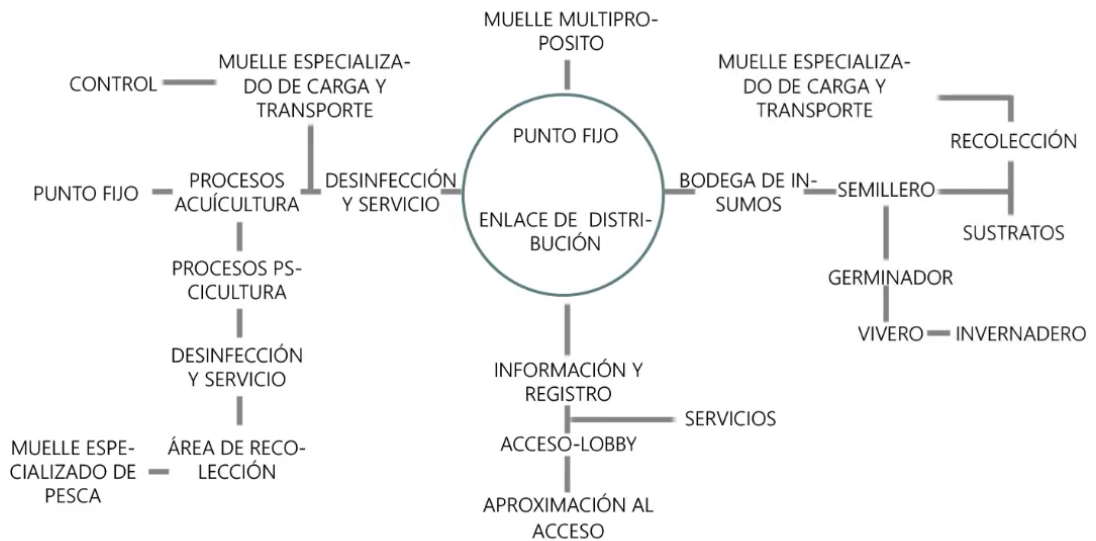 MUELLE MULTIPRO-
POSITO
MUELLE ESPECIALIZA-
DO DE CARGA Y
TRANSPORTE
CONTROL
MUELLE ESPECIALIZA-
DO DE CARGA Y
TRANSPORTE
PUNTO FIJO
RECOLECCIÓN
PUNTO FIJO
PROCESOS
ACUÍCULTURA
DESINFECCIÓN
Y SERVICIO
ENLACE DE DISTRI-
BUCIÓN
BODEGA DE IN-
SUMOS
SEMILLERO
SUSTRATOS
PROCESOS PS-
CICULTURA
GERMINADOR
VIVERO
INVERNADERO
DESINFECCIÓN
Y SERVICIO
INFORMACIÓN Y
REGISTRO
SERVICIOS
ACCESO-LOBBY
MUELLE ESPE-
CIALIZADO DE
PESCA
ÁREA DE RECO-
LECCIÓN
APROXIMACIÓN AL
ACCESO